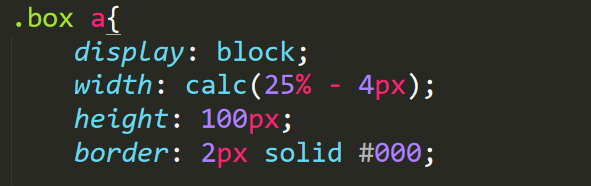 .box a{
    display: block;
    width: calc(25% - 4px);
    height: 100px;
    border: 2px solid #000;